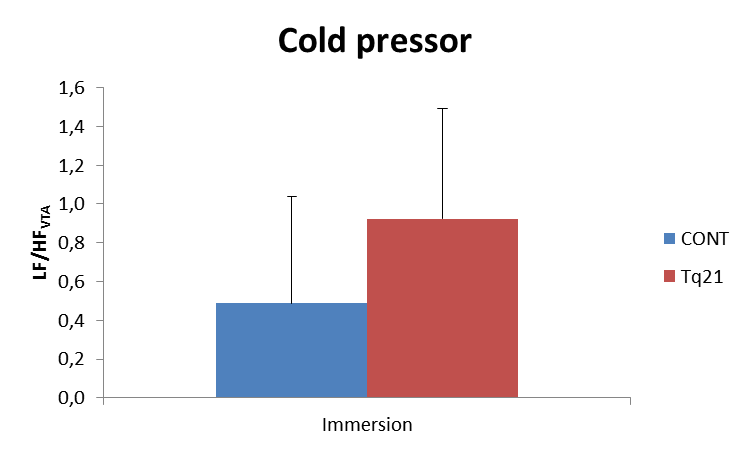 Cold pressor
1,6
1,4
1,2
1,0
0,8
0,6
0,4
0,2
0,0
LF/HFVTA
Immersion
CONT
Tq21